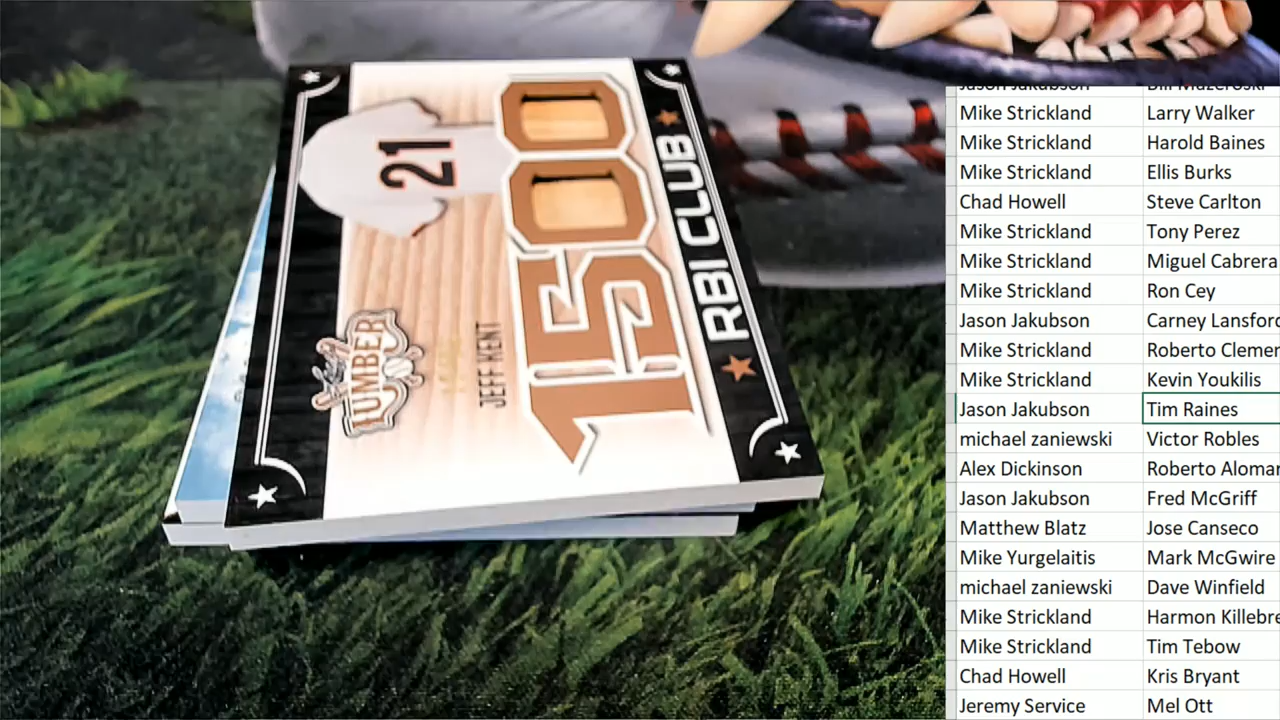 21
LUMBER
JEFF KENT
1500
RBI CLUB
Mike Strickland Larry Walker
Mike Strickland Harold Baines
Mike Strickland Ellis Burks
Chad Howell Steve Carlton
Mike Strickland Tony Perez
Mike Strickland Miguel Cabrera
Mike Strickland Ron Cey
Jason Jakubson Carney Lansford
Mike Strickland Roberto Clemer
Mike Strickland Kevin Youkilis
Jason Jakubson Tim Raines
michael zaniewski Victor Robles
Alex Dickinson Roberto Alomar
Jason Jakubson Fred McGriff
Matthew Blatz Jose Canseco
Mike Yurgelaitis Mark McGwire
michael zaniewski Dave Winfield
Mike Strickland Harmon Killebre
Mike Strickland Tim Tebow
Chad Howell Kris Bryant
Jeremy Service Mel Ott